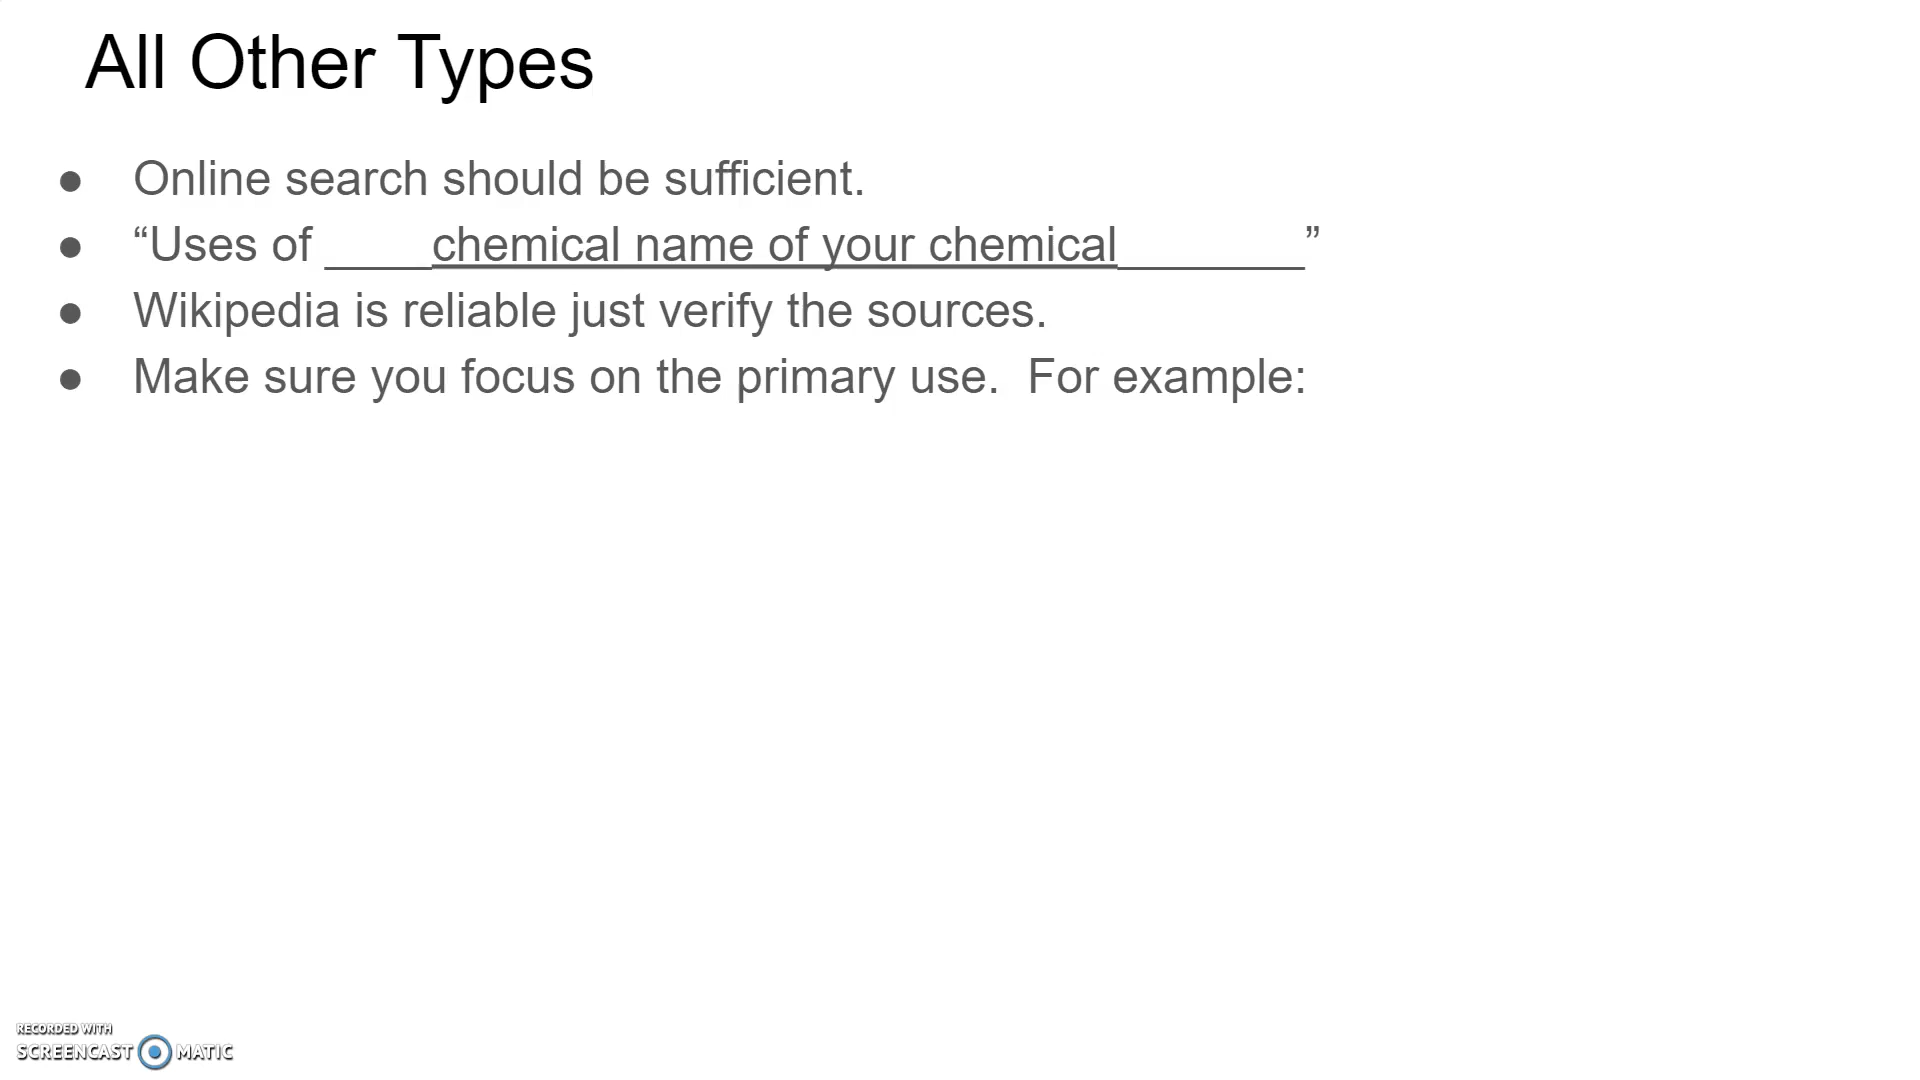 All Other Types
● Online search should be sufficient.
● “Uses of ____chemical name of your chemical_______”
● Wikipedia is reliable just verify the sources.
● Make sure you focus on the primary use.  For example:
RECORDED WITH
SCREENCAST MATIC